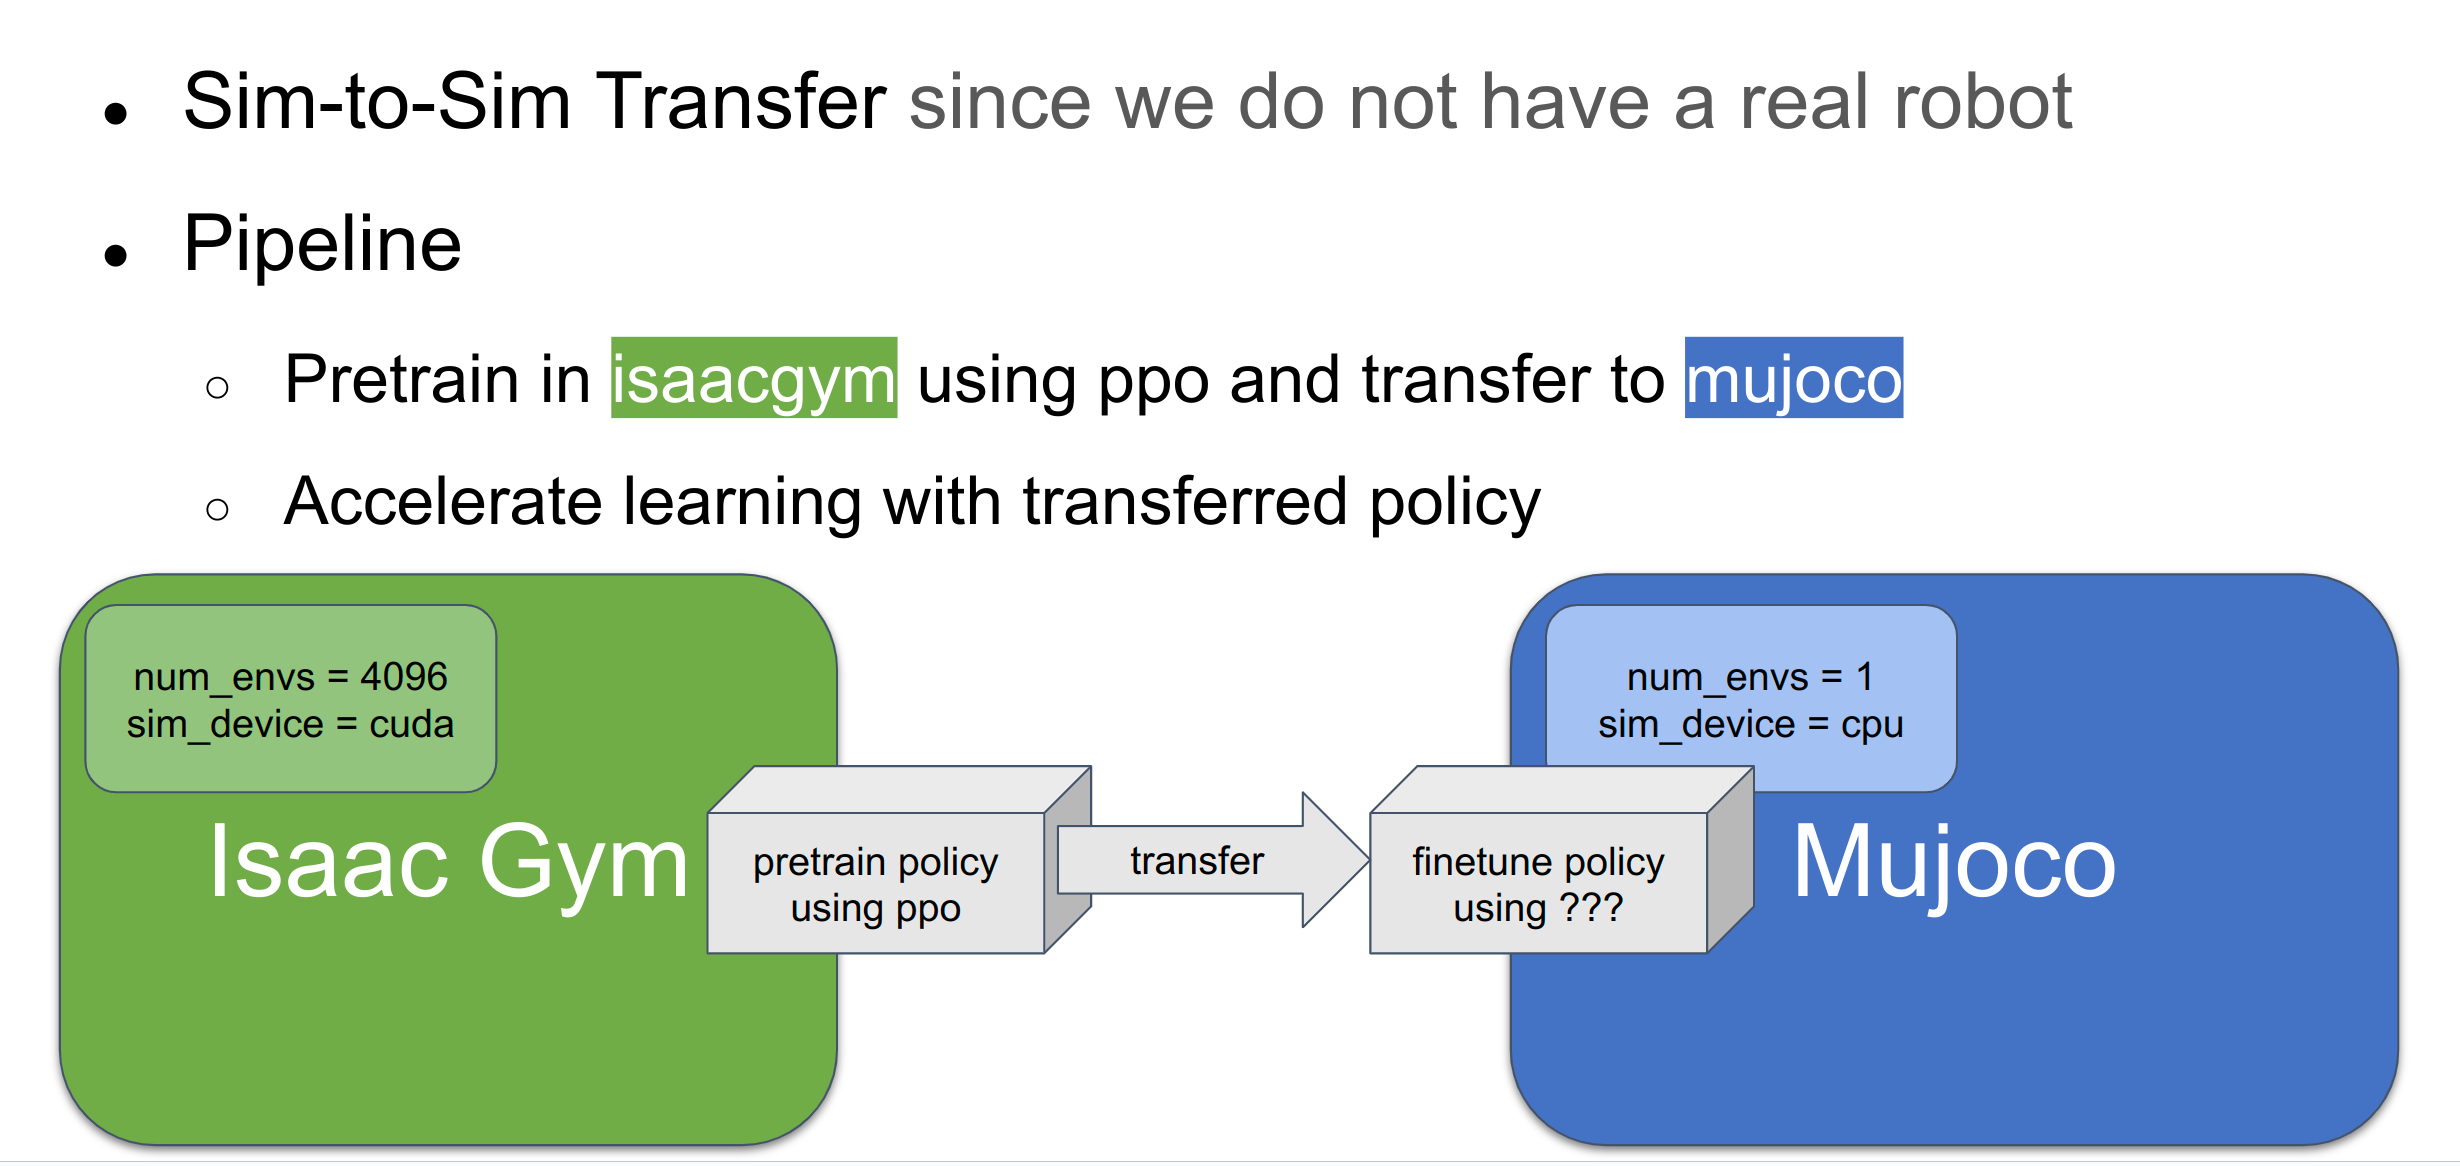 Sim-to-Sim Transfer since we do not have a real robot
Pipeline
Pretrain in isaacgym using ppo and transfer to mujoco
Accelerate learning with transferred policy
num_envs = 4096
sim_device = cuda
Isaac Gym
pretrain policy
using ppo
transfer
num_envs = 1
sim_device = cpu
finetune policy
using ???
Mujoco